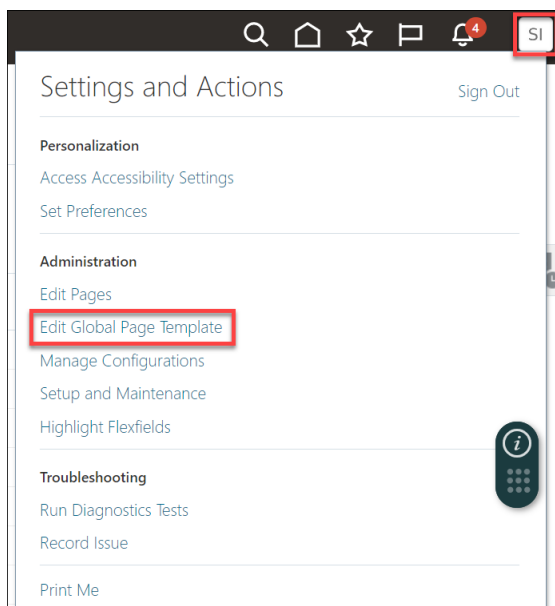 4
SI
Settings and Actions
Sign Out
Personalization
Access Accessibility Settings
Set Preferences
Administration
Edit Pages
Edit Global Page Template
Manage Configurations
Setup and Maintenance
Highlight Flexfields
i
Troubleshooting
Run Diagnostics Tests
Record Issue
Print Me